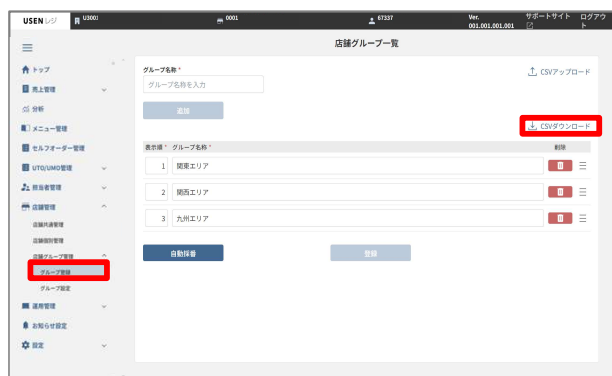 USEN レジ U3001 0001 67337 Ver. 001.001.001.001 サポートサイト ログアウト
店舗グループ一覧
トップ
売上管理
分析
メニュー管理
セルフオーダー管理
UTO/UMO管理
担当者管理
店舗管理
店舗共通管理
店舗個別管理
店舗グループ管理
グループ登録
グループ設定
運用管理
お知らせ設定
設定
グループ名称 *
グループ名称を入力
追加
CSVアップロード
CSVダウンロード
表示順 * グループ名称 * 削除
1 関東エリア
2 関西エリア
3 九州エリア
自動採番 登録